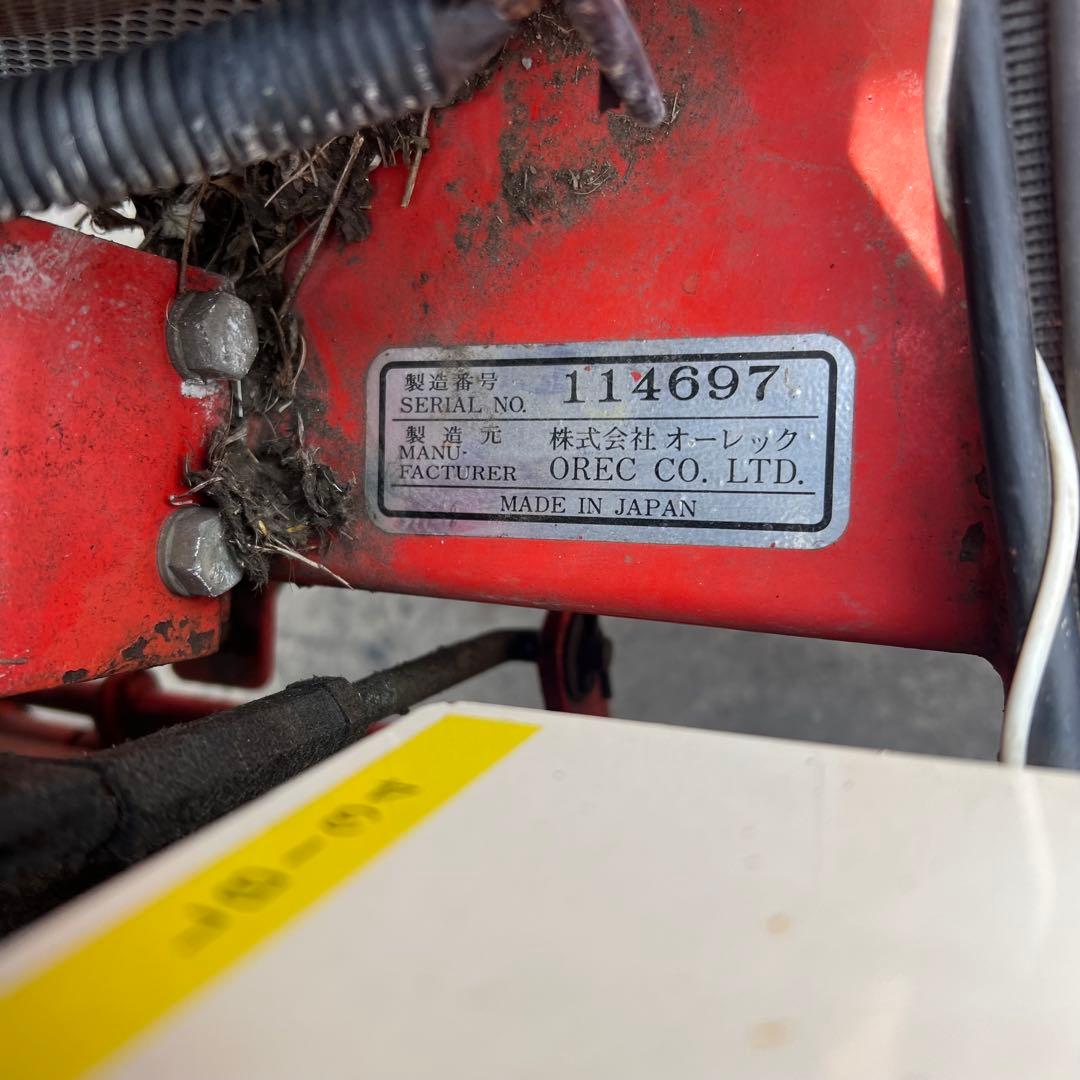 製造番号 114697
SERIAL NO.
製造元 株式会社 オーレック
MANU-
FACTURER OREC CO. LTD.
MADE IN JAPAN